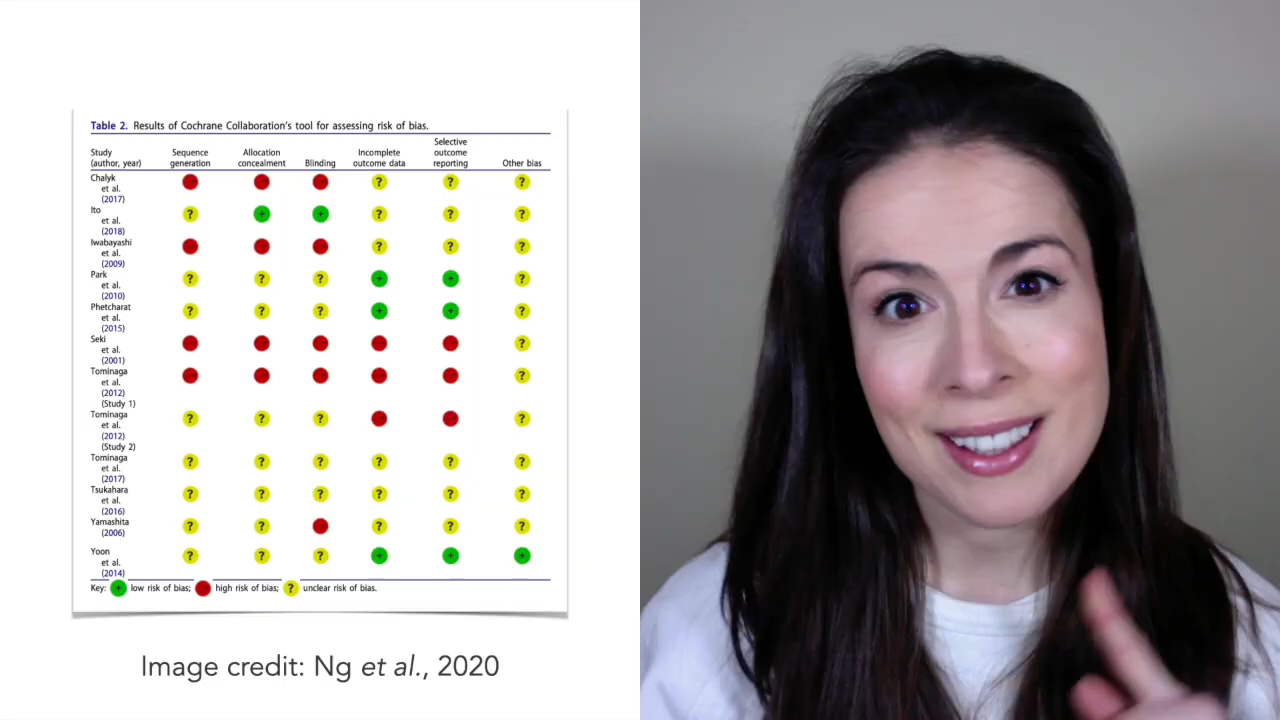 Table 2. Results of Cochrane Collaboration's tool for assessing risk of bias.
Study (author, year) Sequence generation Allocation concealment Blinding Incomplete outcome data Selective outcome reporting Other bias
Chalyk et al. (2017) ? ? ?
Ito et al. (2018) ? + + ? ? ?
Iwabayashi et al. (2009) ? ? ?
Park et al. (2010) ? ? ? + + ?
Phetcharat et al. (2015) ? ? ? + + ?
Seki et al. (2001) ?
Tominaga et al. (2012) (Study 1) ?
Tominaga et al. (2012) (Study 2) ? ? ? ?
Tominaga et al. (2017) ? ? ? ? ? ?
Tsukahara et al. (2016) ? ? ? ? ? ?
Yamashita (2006) ? ? ? ? ?
Yoon et al. (2014) ? ? ? + + +
Key: + low risk of bias; high risk of bias; ? unclear risk of bias.
Image credit: Ng et al., 2020